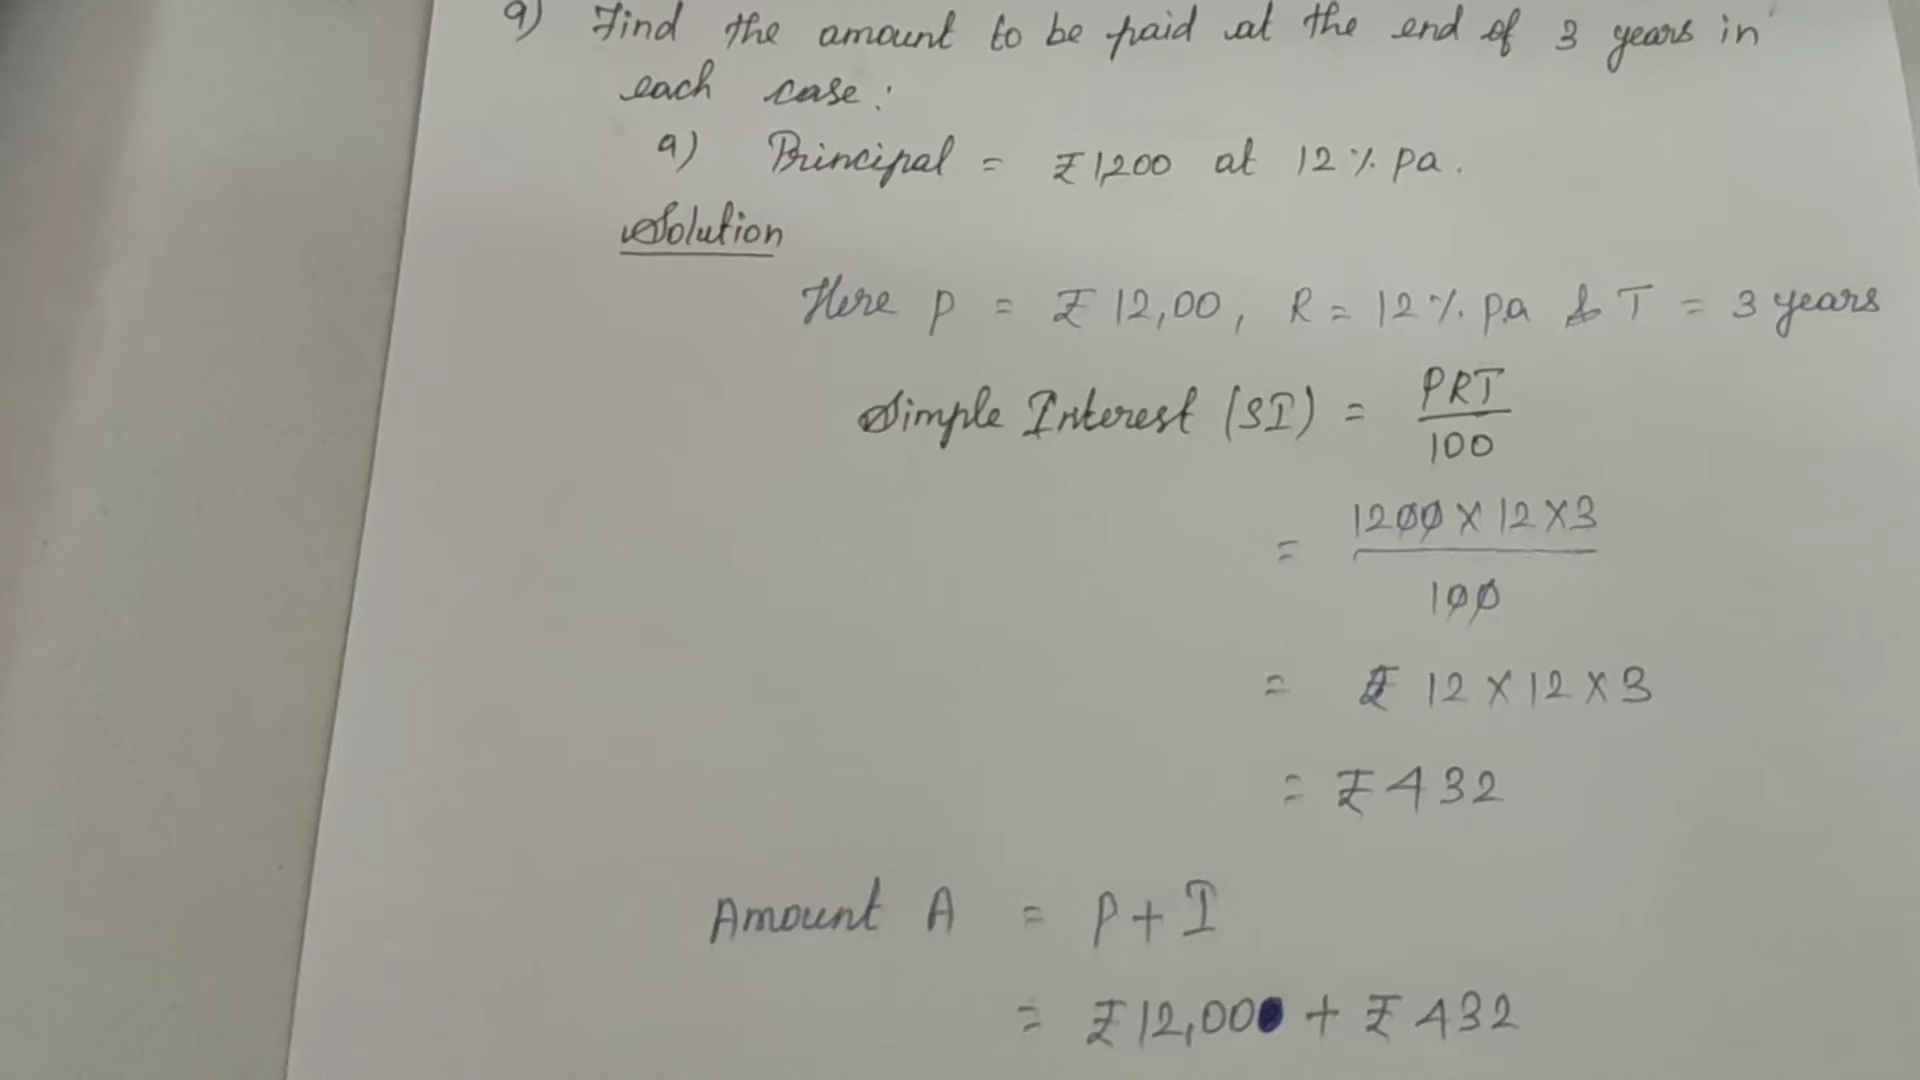 9) Find the amount to be paid at the end of 3 years in
each case:
a) Principal = ₹1,200 at 12% pa.
Solution
Here P = ₹12,00, R = 12% p.a & T = 3 years
Simple Interest (SI) = PRT/100
= 1200 X 12 X 3
100
= ₹ 12 X 12 X 3
= ₹432
Amount A = P + I
= ₹12,00 + ₹432